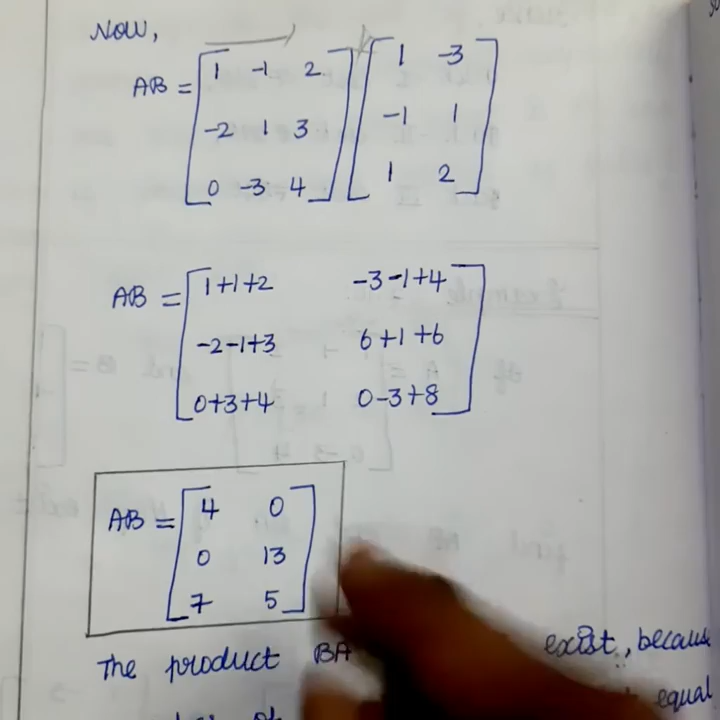 Now,
AB = [ 1 -1 2 ] [ 1 -3 ]
[ -2 1 3 ] [ -1 1 ]
[ 0 -3 4 ] [ 1 2 ]
AB = [ 1+1+2 -3-1+4 ]
[ -2-1+3 6+1+6 ]
[ 0+3+4 0-3+8 ]
AB = [ 4 0 ]
[ 0 13 ]
[ 7 5 ]
The product BA exist, because
equal